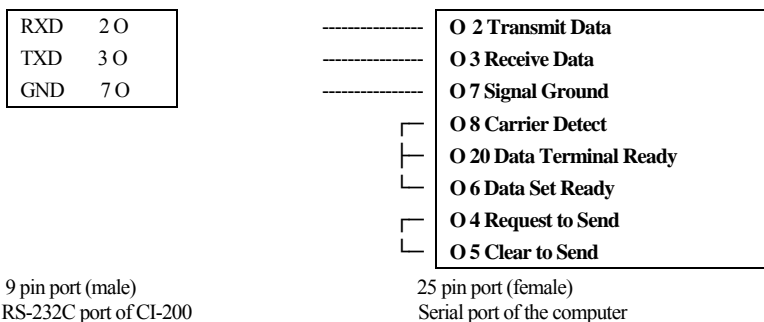 RXD 2 O ---------------- O 2 Transmit Data
TXD 3 O ---------------- O 3 Receive Data
GND 7 O ---------------- O 7 Signal Ground
O 8 Carrier Detect
O 20 Data Terminal Ready
O 6 Data Set Ready
O 4 Request to Send
O 5 Clear to Send
9 pin port (male) 25 pin port (female)
RS-232C port of CI-200 Serial port of the computer